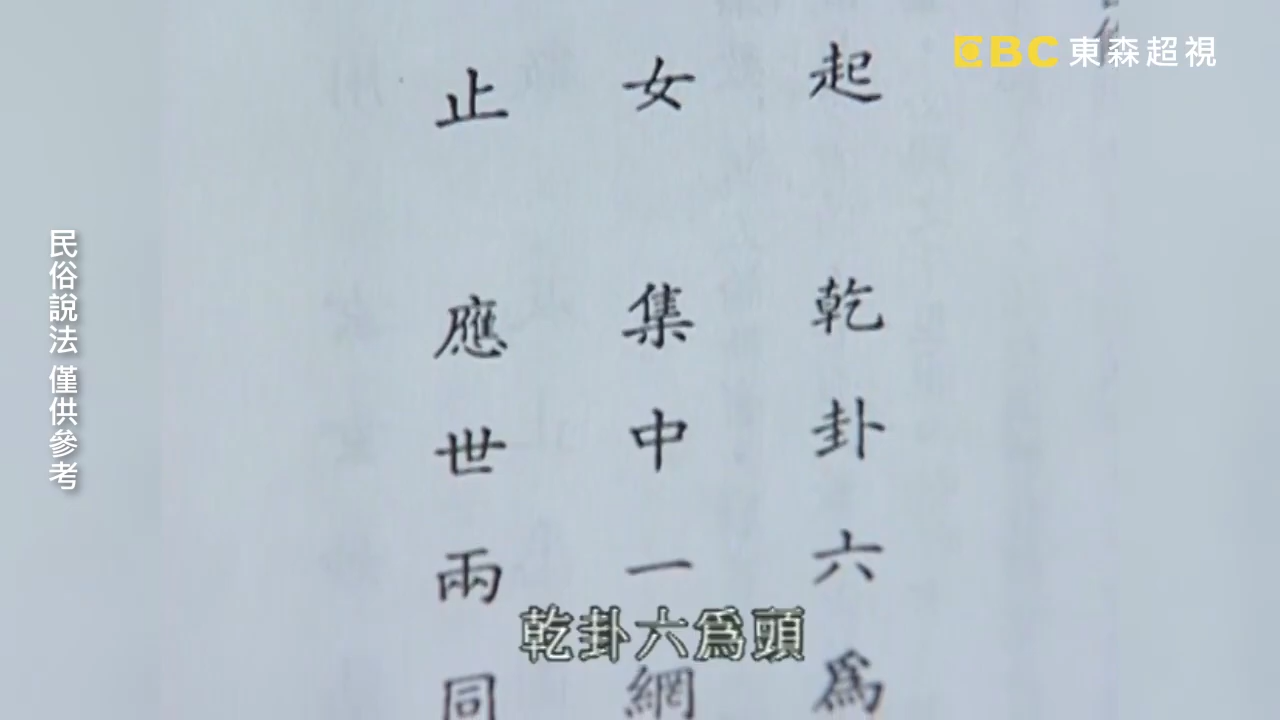 EBC 東森超視
民俗說法 僅供參考
起 乾卦六爲
女 集中一網
止 應世兩同
乾卦六爲頭